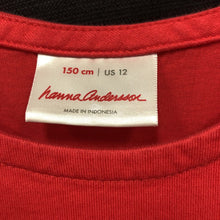 150 cm | US 12
hanna Andersson
MADE IN INDONESIA